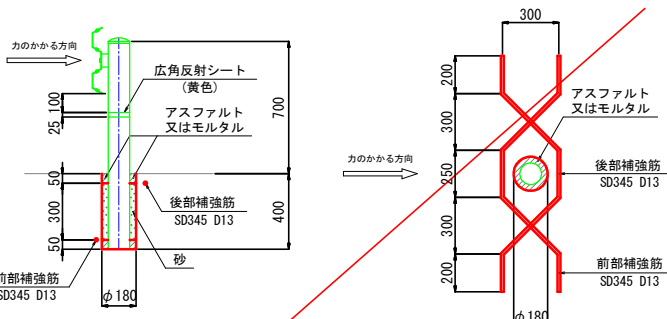 力のかかる方向
広角反射シート
(黄色)
アスファルト
又はモルタル
100
25
700
50
300
50
400
後部補強筋
SD345 D13
砂
前部補強筋
SD345 D13
φ180
300
200
300
250
300
200
アスファルト
又はモルタル
力のかかる方向
後部補強筋
SD345 D13
前部補強筋
SD345 D13
φ180